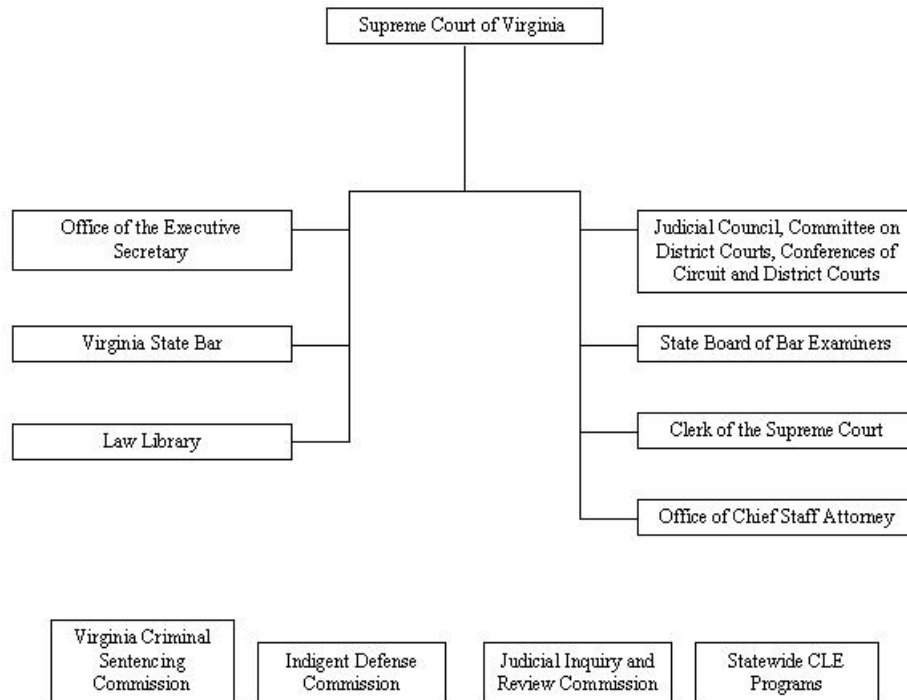 Supreme Court of Virginia
Office of the Executive
Secretary
Judicial Council, Committee on
District Courts, Conferences of
Circuit and District Courts
Virginia State Bar
State Board of Bar Examiners
Law Library
Clerk of the Supreme Court
Office of Chief Staff Attorney
Virginia Criminal
Sentencing
Commission
Indigent Defense
Commission
Judicial Inquiry and
Review Commission
Statewide CLE
Programs